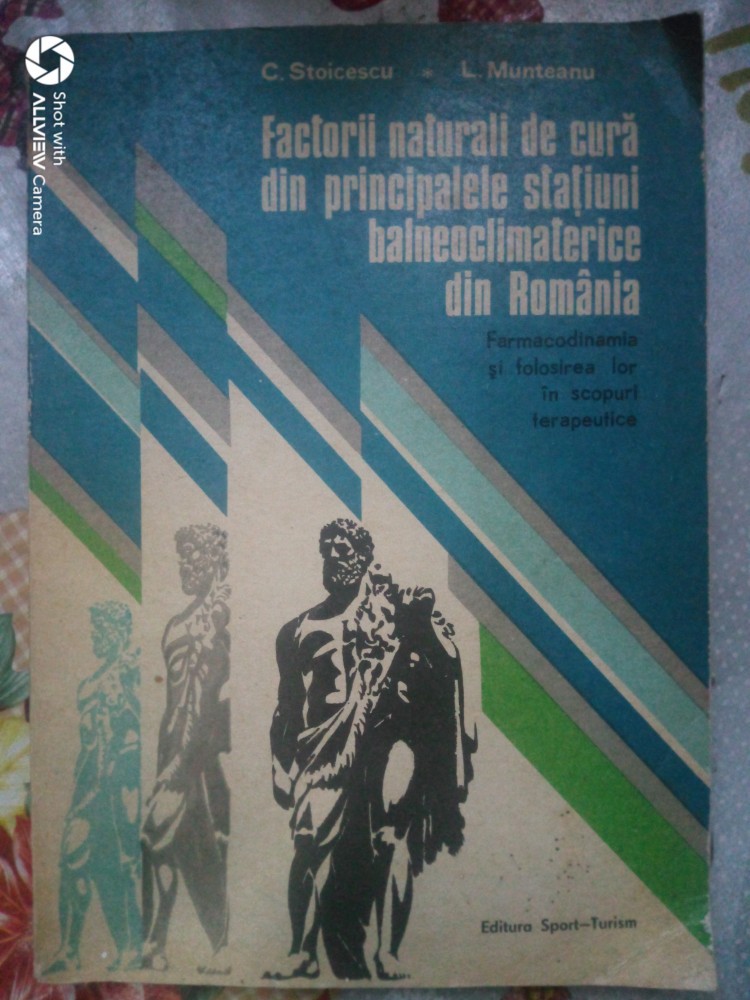 C. Stoicescu * L. Munteanu
Factorii naturali de cură
din principalele stațiuni
balneoclimaterice
din România
Farmacodinamia
și folosirea lor
în scopuri
terapeutice
Editura Sport-Turism
Shot with
ALLVIEW Camera